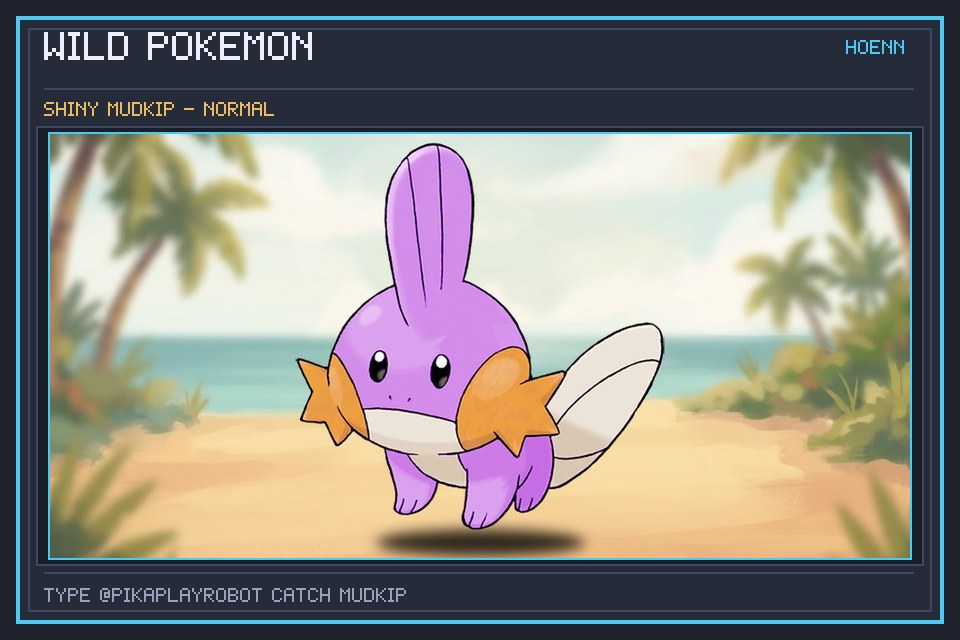 WILD POKEMON
HOENN
SHINY MUDKIP - NORMAL
TYPE @PIKAPLAYROBOT CATCH MUDKIP